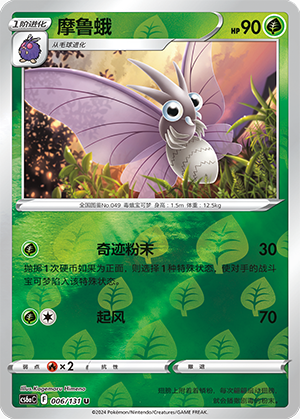 1阶进化
摩鲁蛾
HP90
从毛球进化
全国图鉴No.049 毒蛾宝可梦 身高：1.5m 体重：12.5kg
奇迹粉末 30
抛掷1次硬币如果为正面，则选择1种特殊状态，使对手的战斗
宝可梦陷入该特殊状态。
起风 70
弱点 ×2 抵抗力 撤退
Illus.Kagemaru Himeno
CS6aC F 006/131 U
©2024 Pokémon/Nintendo/Creatures/GAME FREAK.